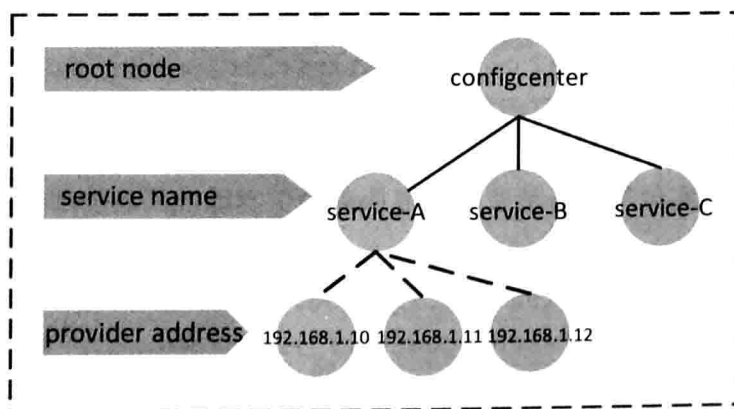 root node
configcenter
service name
service-A
service-B
service-C
provider address
192.168.1.10
192.168.1.11
192.168.1.12